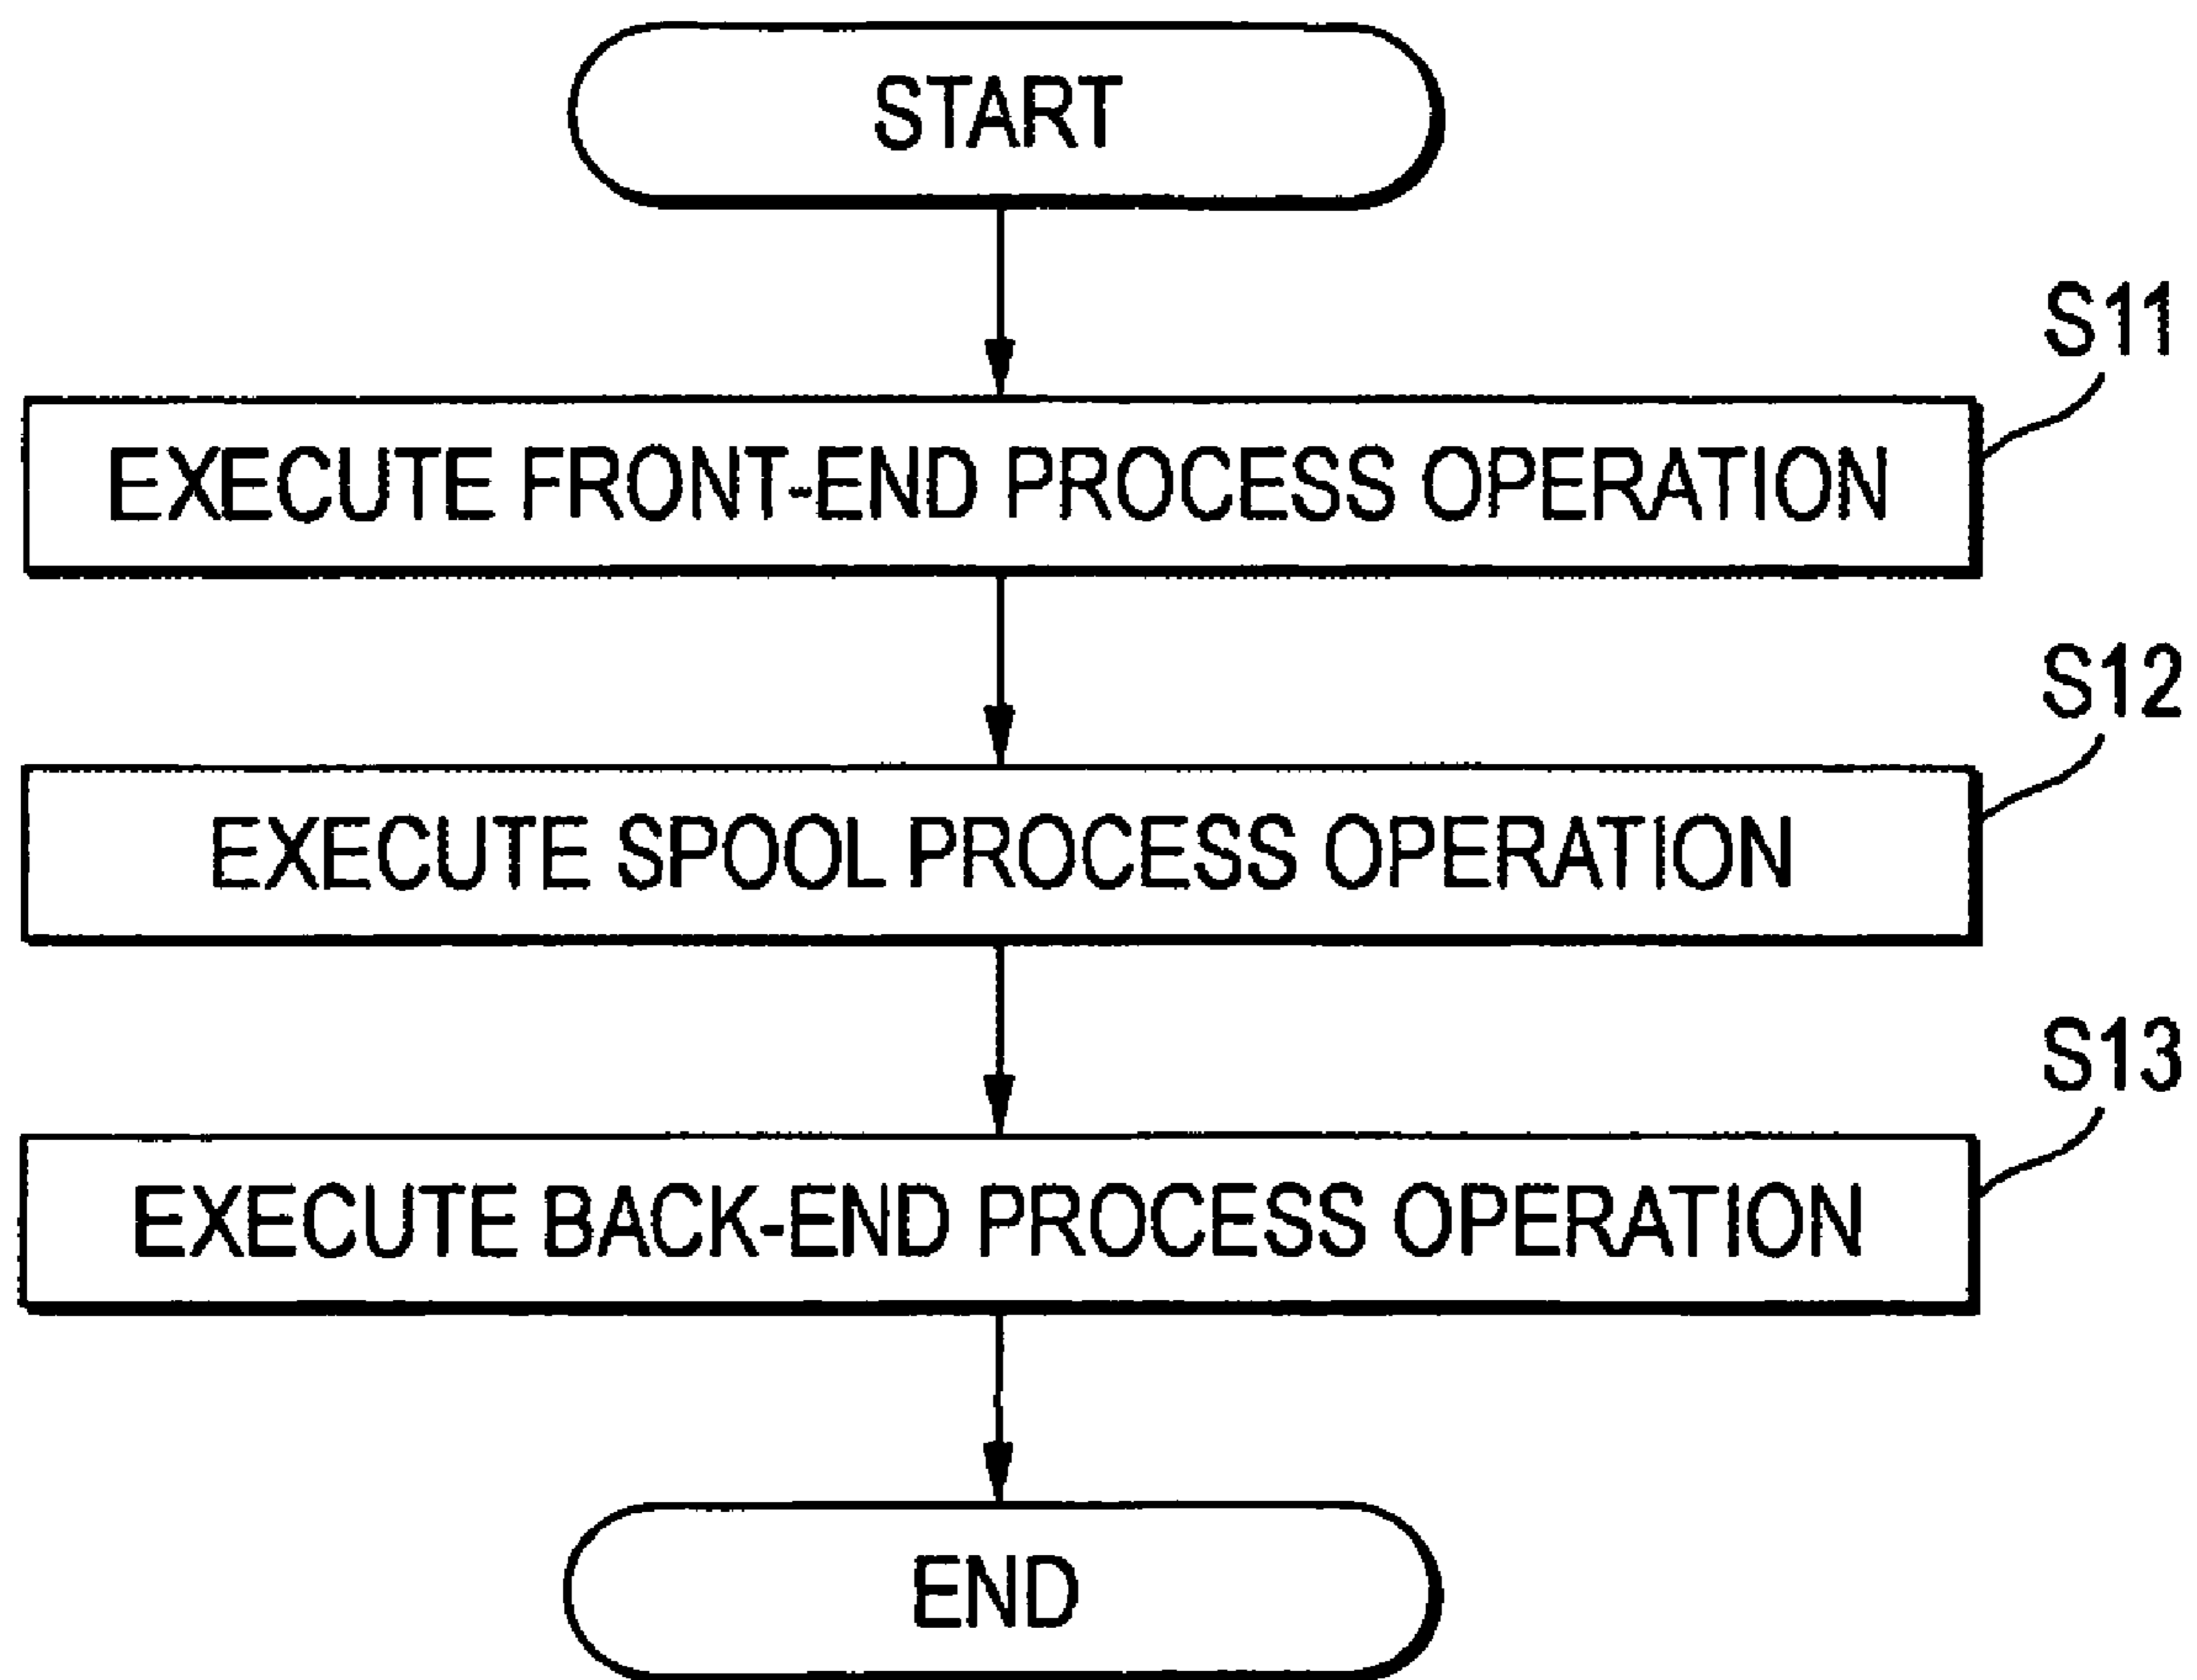 START
S11
EXECUTE FRONT-END PROCESS OPERATION
S12
EXECUTE SPOOL PROCESS OPERATION
S13
EXECUTE BACK-END PROCESS OPERATION
END